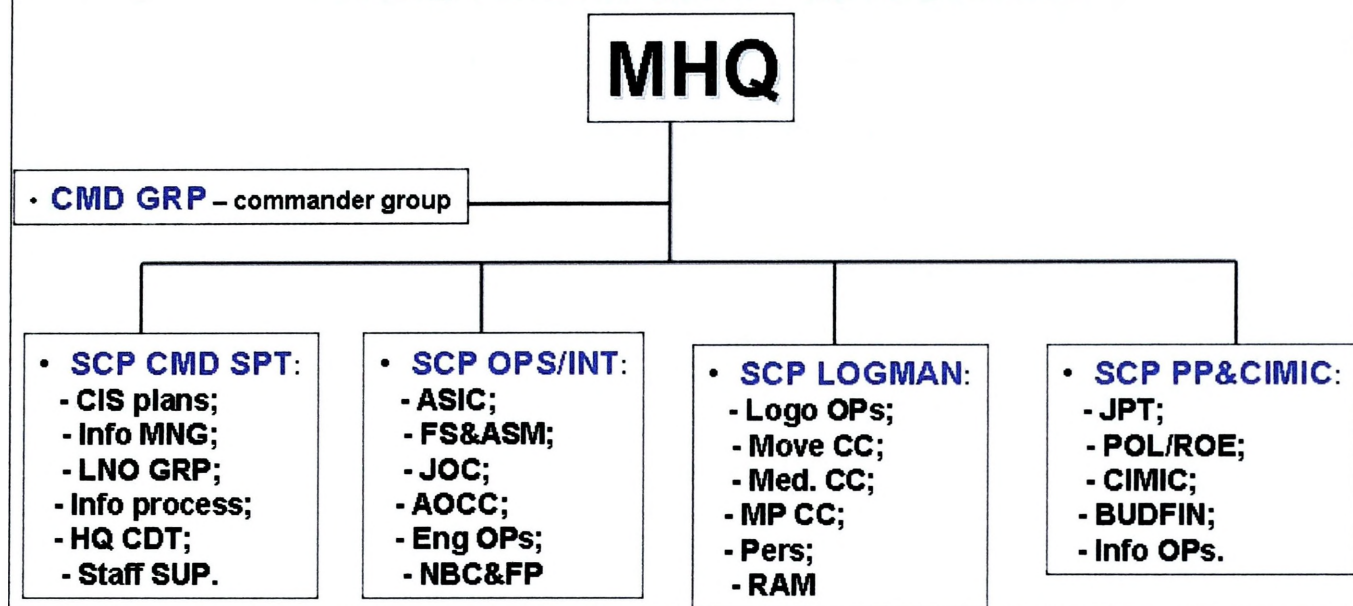 MHQ
· CMD GRP – commander group
• SCP CMD SPT:
- CIS plans;
- Info MNG;
- LNO GRP;
- Info process;
- HQ CDT;
- Staff SUP.
• SCP OPS/INT:
- ASIC;
- FS&ASM;
- JOC;
- AOCC;
- Eng OPs;
- NBC&FP
• SCP LOGMAN:
- Logo OPs;
- Move CC;
- Med. CC;
- MP CC;
- Pers;
- RAM
• SCP PP&CIMIC:
- JPT;
- POL/ROE;
- CIMIC;
- BUDFIN;
- Info OPs.